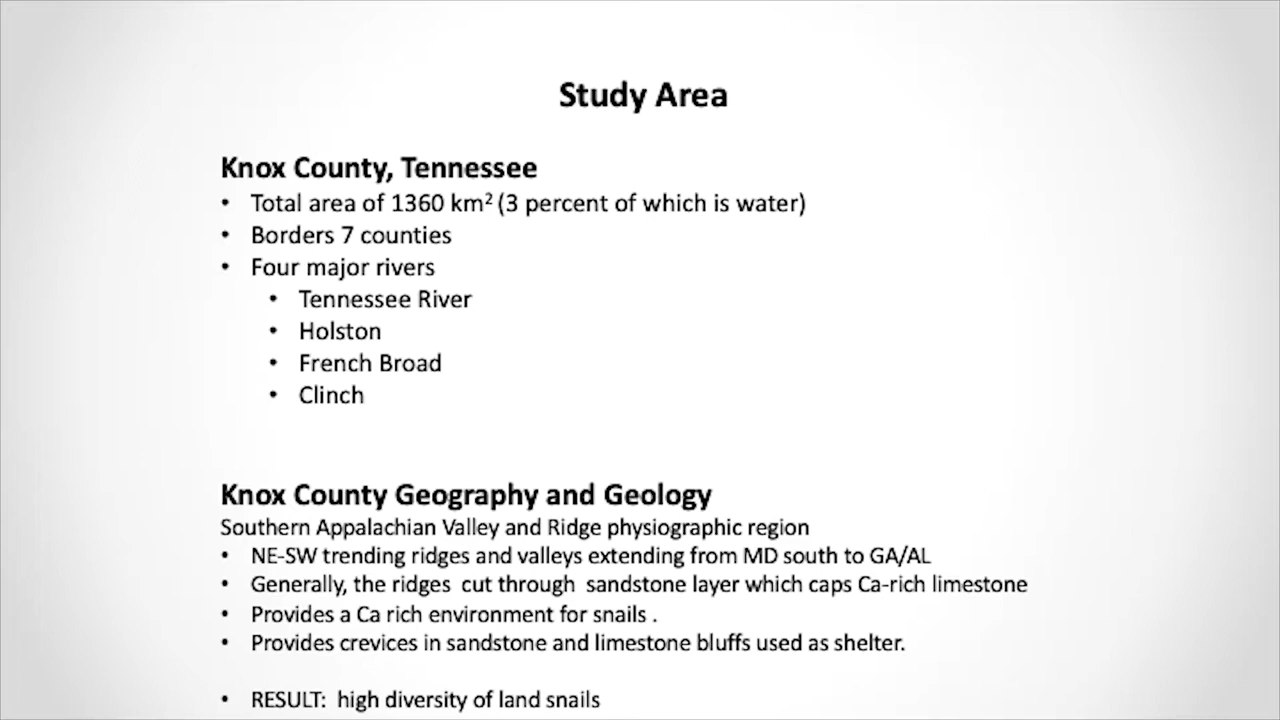 Study Area
Knox County, Tennessee
• Total area of 1360 km² (3 percent of which is water)
• Borders 7 counties
• Four major rivers
• Tennessee River
• Holston
• French Broad
• Clinch
Knox County Geography and Geology
Southern Appalachian Valley and Ridge physiographic region
• NE-SW trending ridges and valleys extending from MD south to GA/AL
• Generally, the ridges  cut through  sandstone layer which caps Ca-rich limestone
• Provides a Ca rich environment for snails .
• Provides crevices in sandstone and limestone bluffs used as shelter.
• RESULT:  high diversity of land snails